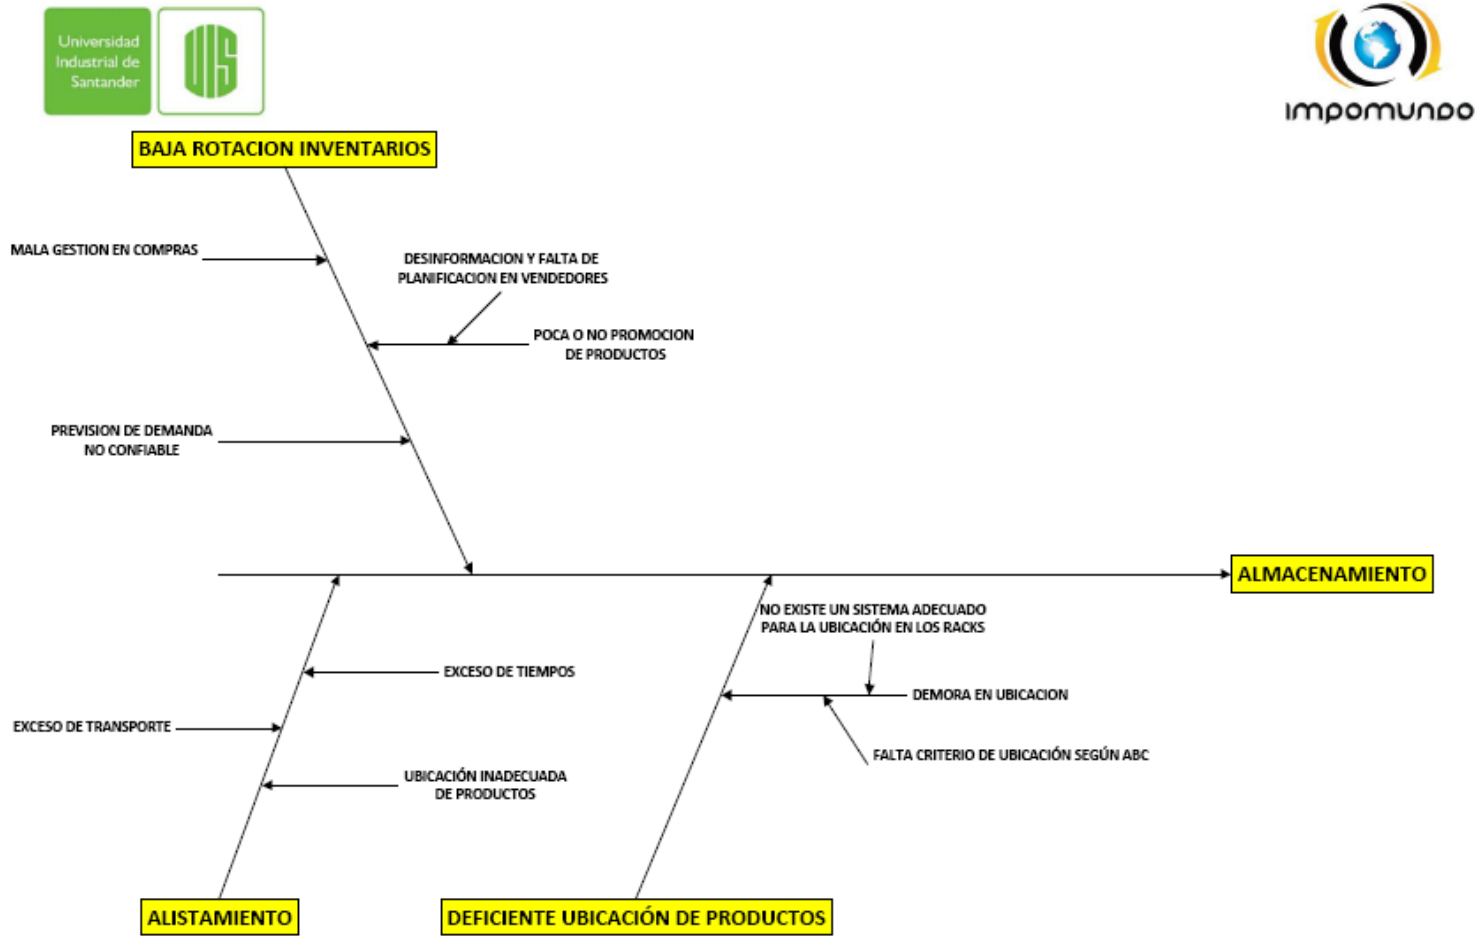 Universidad
Industrial de
Santander
UIS
IMPOMUNDO
BAJA ROTACION INVENTARIOS
MALA GESTION EN COMPRAS
DESINFORMACION Y FALTA DE
PLANIFICACION EN VENDEDORES
POCA O NO PROMOCION
DE PRODUCTOS
PREVISION DE DEMANDA
NO CONFIABLE
ALMACENAMIENTO
NO EXISTE UN SISTEMA ADECUADO
PARA LA UBICACIÓN EN LOS RACKS
EXCESO DE TIEMPOS
DEMORA EN UBICACION
EXCESO DE TRANSPORTE
FALTA CRITERIO DE UBICACIÓN SEGÚN ABC
UBICACIÓN INADECUADA
DE PRODUCTOS
ALISTAMIENTO
DEFICIENTE UBICACIÓN DE PRODUCTOS